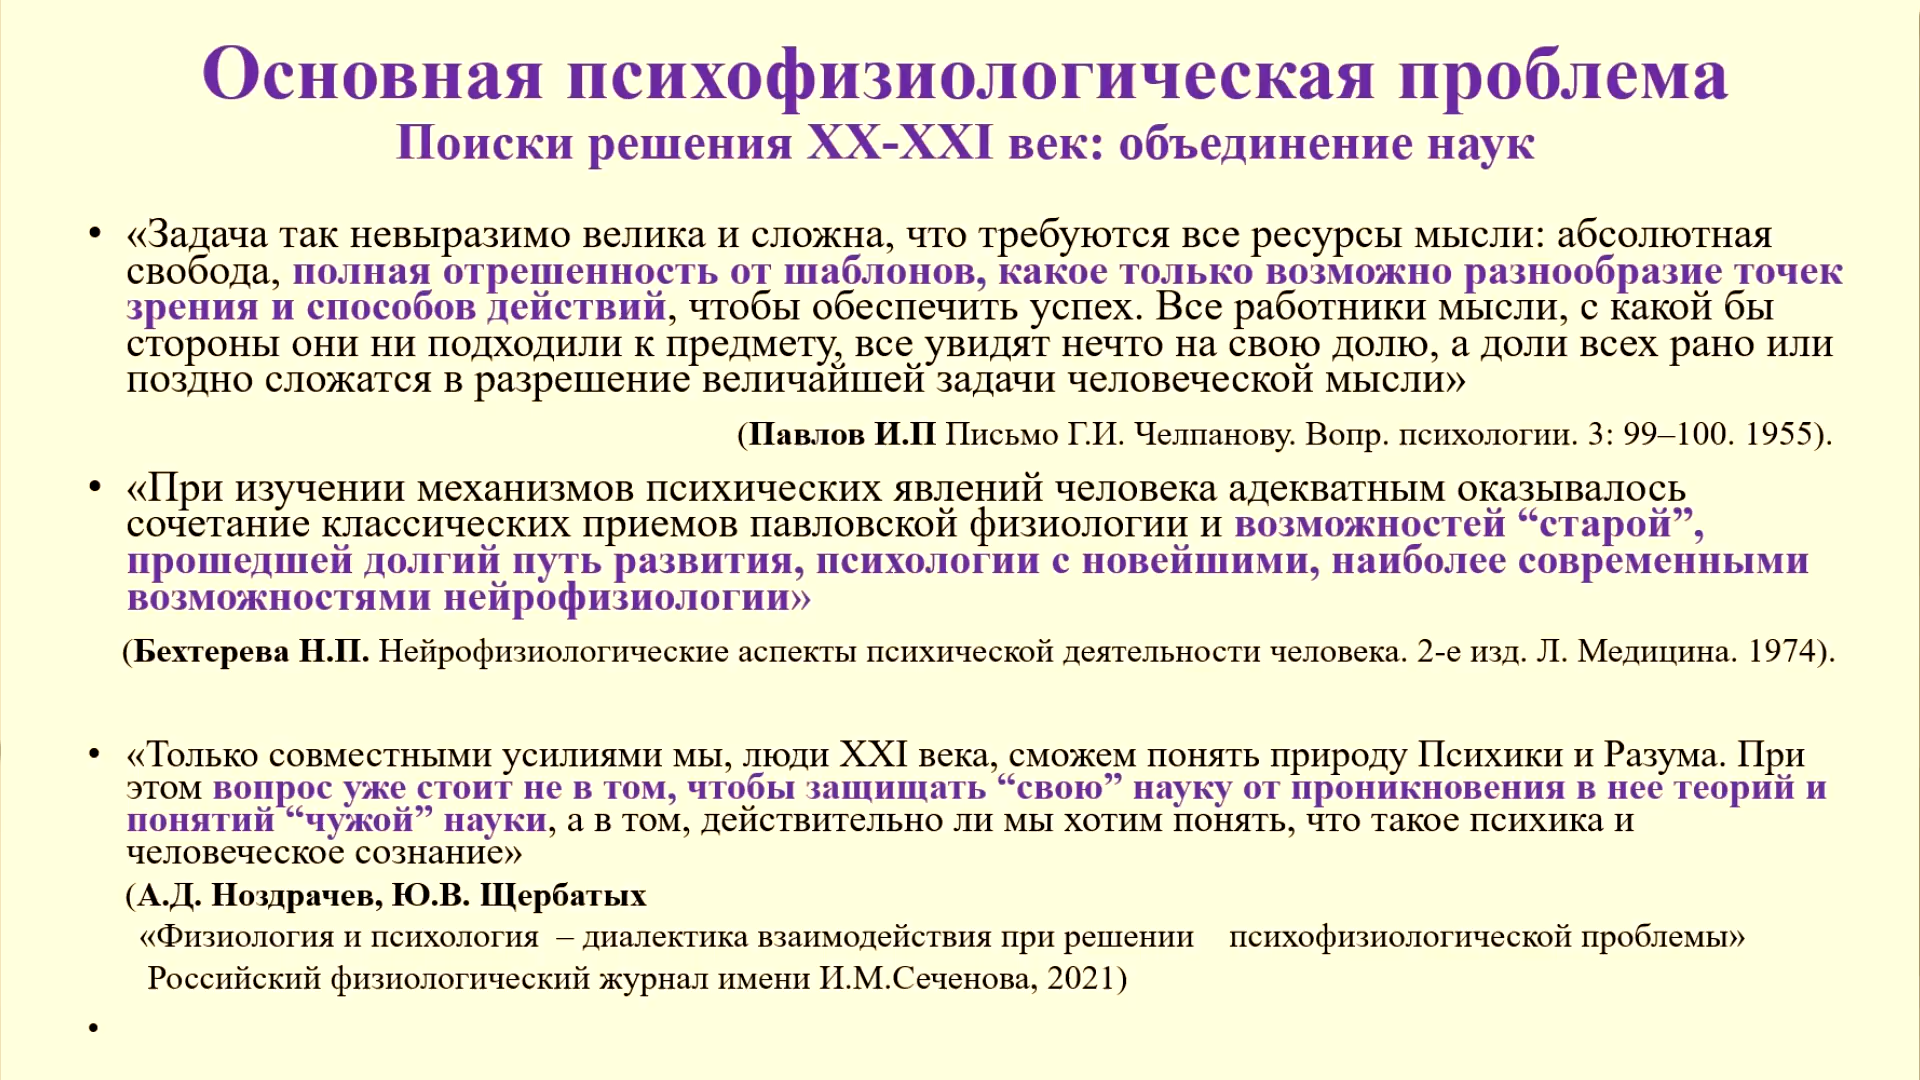 Основная психофизиологическая проблема
Поиски решения XX-XXI век: объединение наук
• «Задача так невыразимо велика и сложна, что требуются все ресурсы мысли: абсолютная
свобода, полная отрешенность от шаблонов, какое только возможно разнообразие точек
зрения и способов действий, чтобы обеспечить успех. Все работники мысли, с какой бы
стороны они ни подходили к предмету, все увидят нечто на свою долю, а доли всех рано или
поздно сложатся в разрешение величайшей задачи человеческой мысли»
(Павлов И.П Письмо Г.И. Челпанову. Вопр. психологии. 3: 99–100. 1955).
• «При изучении механизмов психических явлений человека адекватным оказывалось
сочетание классических приемов павловской физиологии и возможностей “старой”,
прошедшей долгий путь развития, психологии с новейшими, наиболее современными
возможностями нейрофизиологии»
(Бехтерева Н.П. Нейрофизиологические аспекты психической деятельности человека. 2-е изд. Л. Медицина. 1974).
• «Только совместными усилиями мы, люди XXI века, сможем понять природу Психики и Разума. При
этом вопрос уже стоит не в том, чтобы защищать “свою” науку от проникновения в нее теорий и
понятий “чужой” науки, а в том, действительно ли мы хотим понять, что такое психика и
человеческое сознание»
(А.Д. Ноздрачев, Ю.В. Щербатых
«Физиология и психология – диалектика взаимодействия при решении психофизиологической проблемы»
Российский физиологический журнал имени И.М.Сеченова, 2021)
•